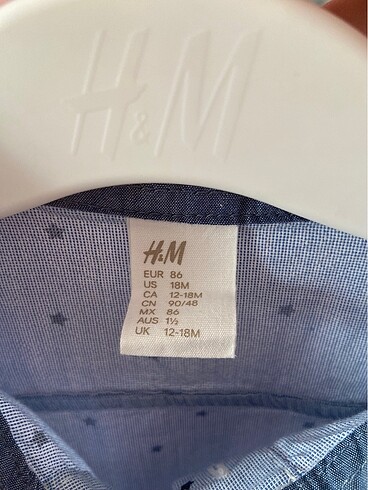 H&M
H&M
EUR 86
US 18M
CA 12-18M
CN 90/48
MX 86
AUS 1½
UK 12-18M